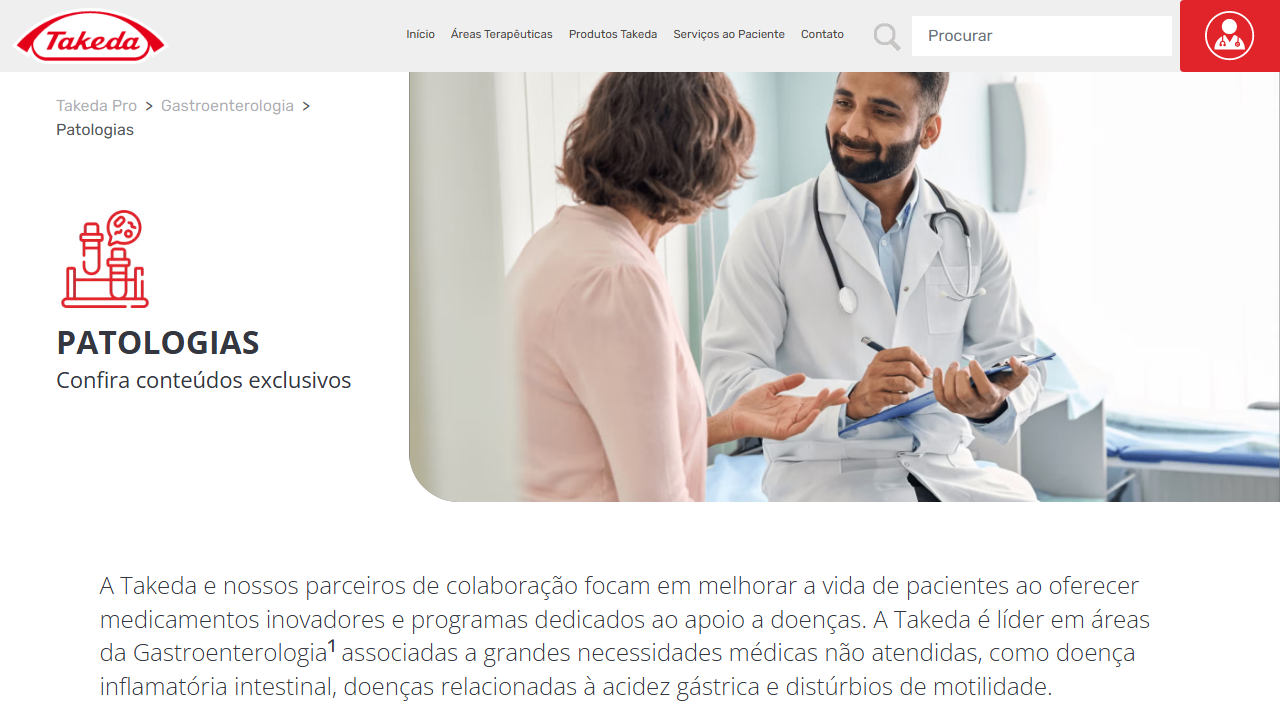 Takeda
Início Áreas Terapêuticas Produtos Takeda Serviços ao Paciente Contato Procurar
Takeda Pro > Gastroenterologia >
Patologias
PATOLOGIAS
Confira conteúdos exclusivos
A Takeda e nossos parceiros de colaboração focam em melhorar a vida de pacientes ao oferecer
medicamentos inovadores e programas dedicados ao apoio a doenças. A Takeda é líder em áreas
da Gastroenterologia¹ associadas a grandes necessidades médicas não atendidas, como doença
inflamatória intestinal, doenças relacionadas à acidez gástrica e distúrbios de motilidade.